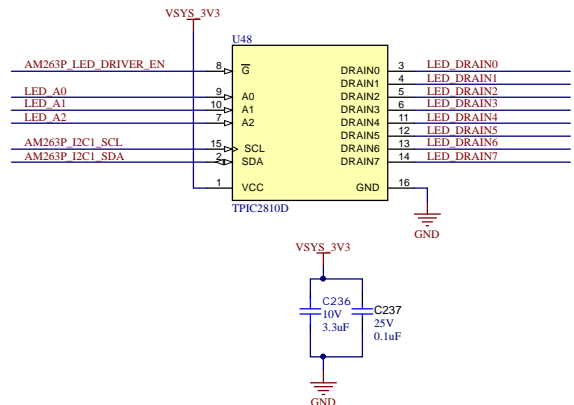 VSYS_3V3
U48
AM263P_LED_DRIVER_EN 8 G DRAIN0 3 LED_DRAIN0
DRAIN1 4 LED_DRAIN1
LED_A0 9 A0 DRAIN2 5 LED_DRAIN2
LED_A1 10 A1 DRAIN3 6 LED_DRAIN3
LED_A2 7 A2 DRAIN4 11 LED_DRAIN4
DRAIN5 12 LED_DRAIN5
AM263P_I2C1_SCL 15 SCL DRAIN6 13 LED_DRAIN6
AM263P_I2C1_SDA 2 SDA DRAIN7 14 LED_DRAIN7
1 VCC GND 16
TPIC2810D
GND
VSYS_3V3
C236 C237
10V 25V
3.3uF 0.1uF
GND